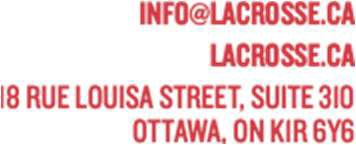 INFO@LACROSSE.CA
LACROSSE.CA
18 RUE LOUISA STREET, SUITE 310
OTTAWA, ON K1R 6Y6